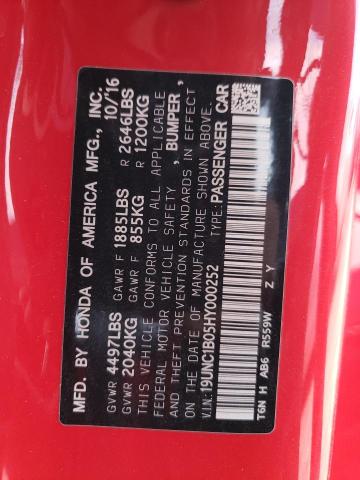 MFD. BY HONDA OF AMERICA MFG., INC. 10/'16
GVWR 4497LBS GAWR F 1885LBS R 2646LBS
GVWR 2040KG GAWR F 855KG R 1200KG
THIS VEHICLE CONFORMS TO ALL APPLICABLE
FEDERAL MOTOR VEHICLE SAFETY , BUMPER ,
AND THEFT PREVENTION STANDARDS IN EFFECT
ON THE DATE OF MANUFACTURE SHOWN ABOVE.
V.I.N: 19UNC1B05HY000252 TYPE:PASSENGER CAR
T6N H AB6 R559W Z Y